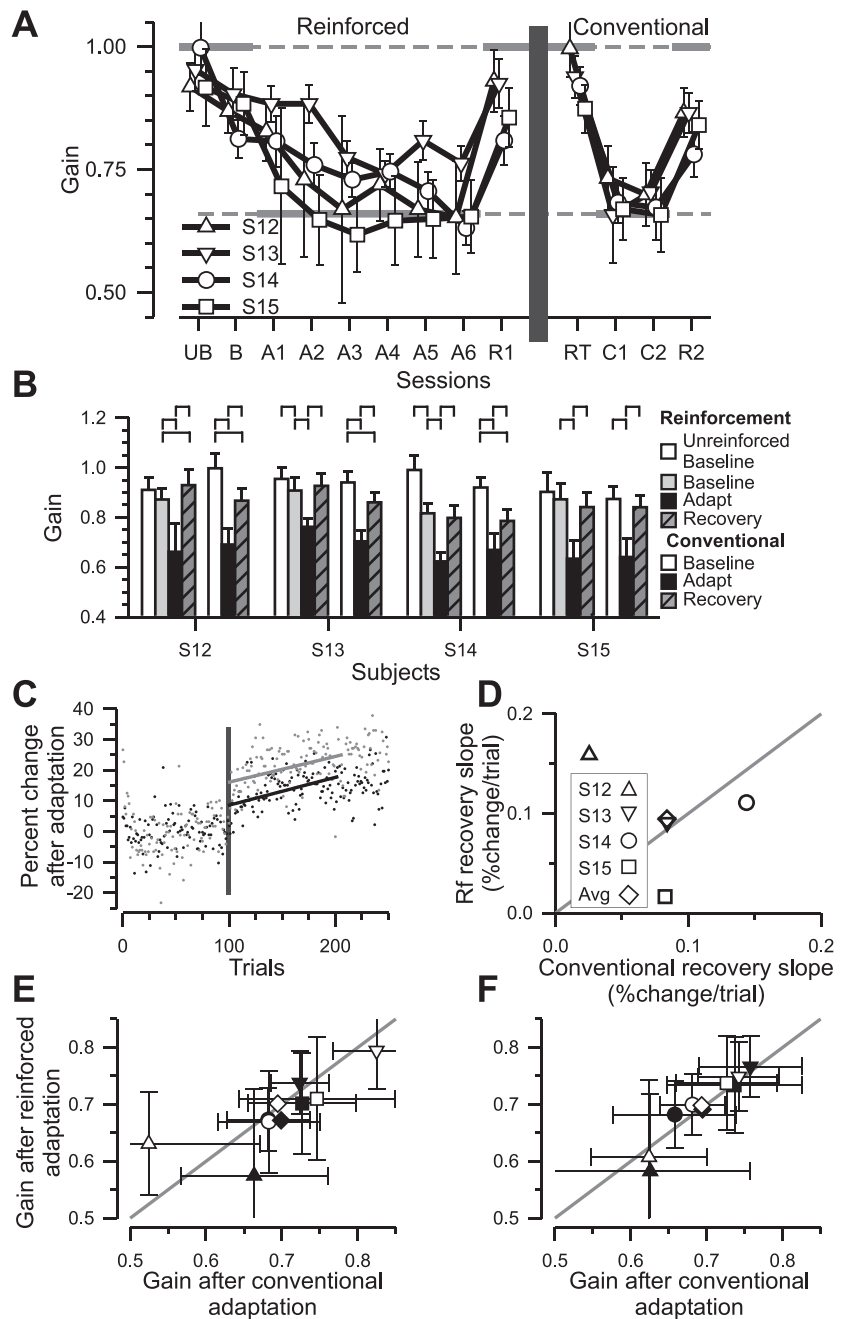 A
Reinforced
Conventional
1.00
0.75
0.50
Gain
S12
S13
S14
S15
UB B A1 A2 A3 A4 A5 A6 R1 RT C1 C2 R2
Sessions
B
1.2
1.0
0.8
0.6
0.4
Gain
S12 S13 S14 S15
Subjects
Reinforcement
Unreinforced
Baseline
Baseline
Adapt
Recovery
Conventional
Baseline
Adapt
Recovery
C
Percent change
after adaptation
40
30
20
10
0
-10
-20
0 100 200
Trials
D
Rf recovery slope
(%change/trial)
0.2
0.1
0.0
S12
S13
S14
S15
Avg
0.0 0.1 0.2
Conventional recovery slope
(%change/trial)
E
Gain after reinforced
adaptation
0.8
0.7
0.6
0.5
0.5 0.6 0.7 0.8
Gain after conventional
adaptation
F
0.8
0.7
0.6
0.5
0.5 0.6 0.7 0.8
Gain after conventional
adaptation